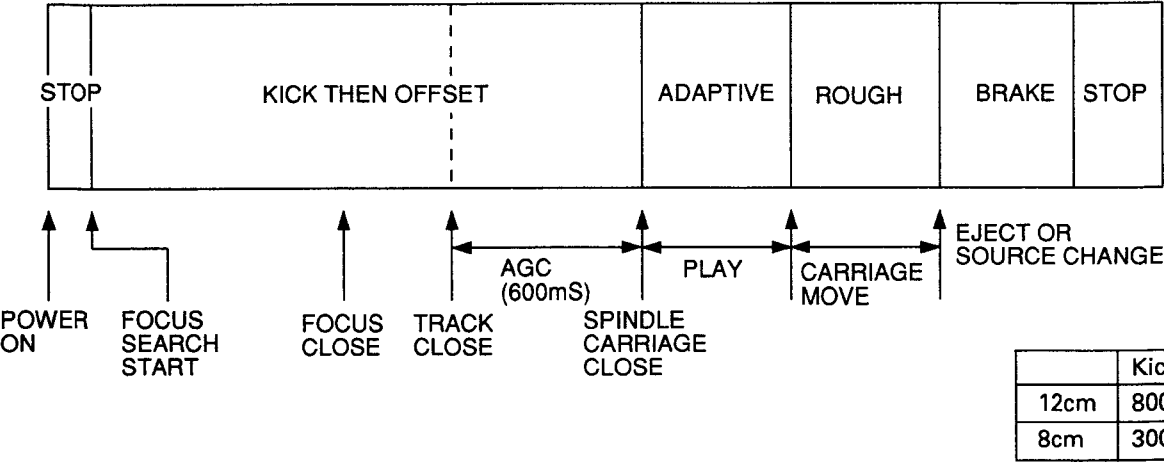 STOP
KICK THEN OFFSET
ADAPTIVE
ROUGH
BRAKE
STOP
EJECT OR
SOURCE CHANGE
AGC
(600mS)
PLAY
CARRIAGE
MOVE
POWER
ON
FOCUS
SEARCH
START
FOCUS
CLOSE
TRACK
CLOSE
SPINDLE
CARRIAGE
CLOSE
12cm
8cm